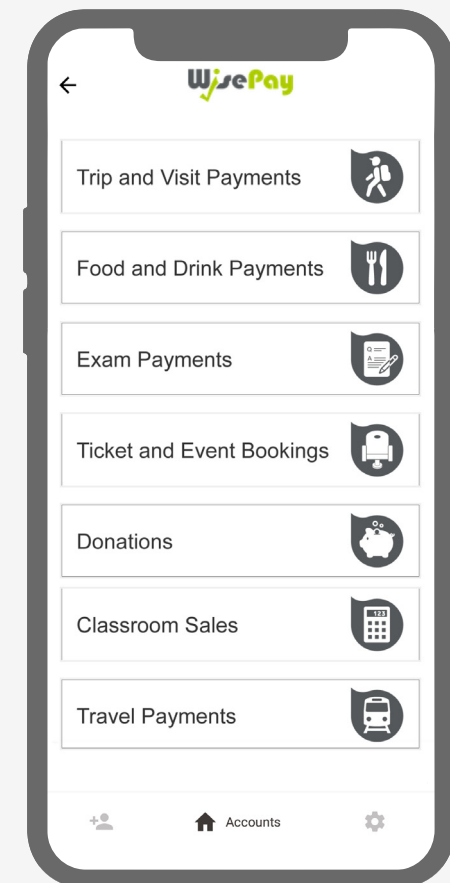 WisePay
Trip and Visit Payments
Food and Drink Payments
Exam Payments
Q
A
Ticket and Event Bookings
Donations
Classroom Sales
123
Travel Payments
Accounts